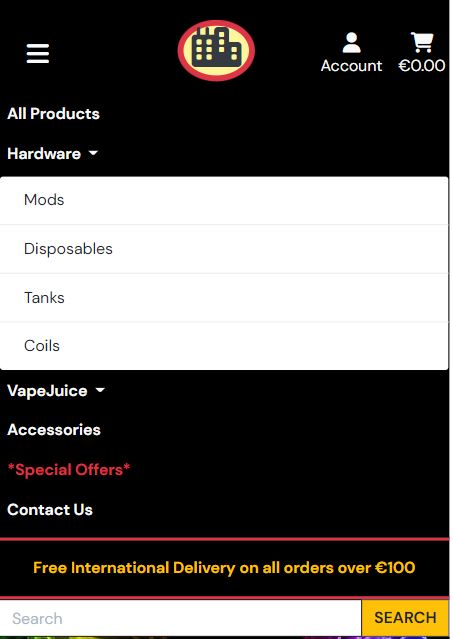 Account €0.00
All Products
Hardware
Mods
Disposables
Tanks
Coils
VapeJuice
Accessories
*Special Offers*
Contact Us
Free International Delivery on all orders over €100
Search SEARCH